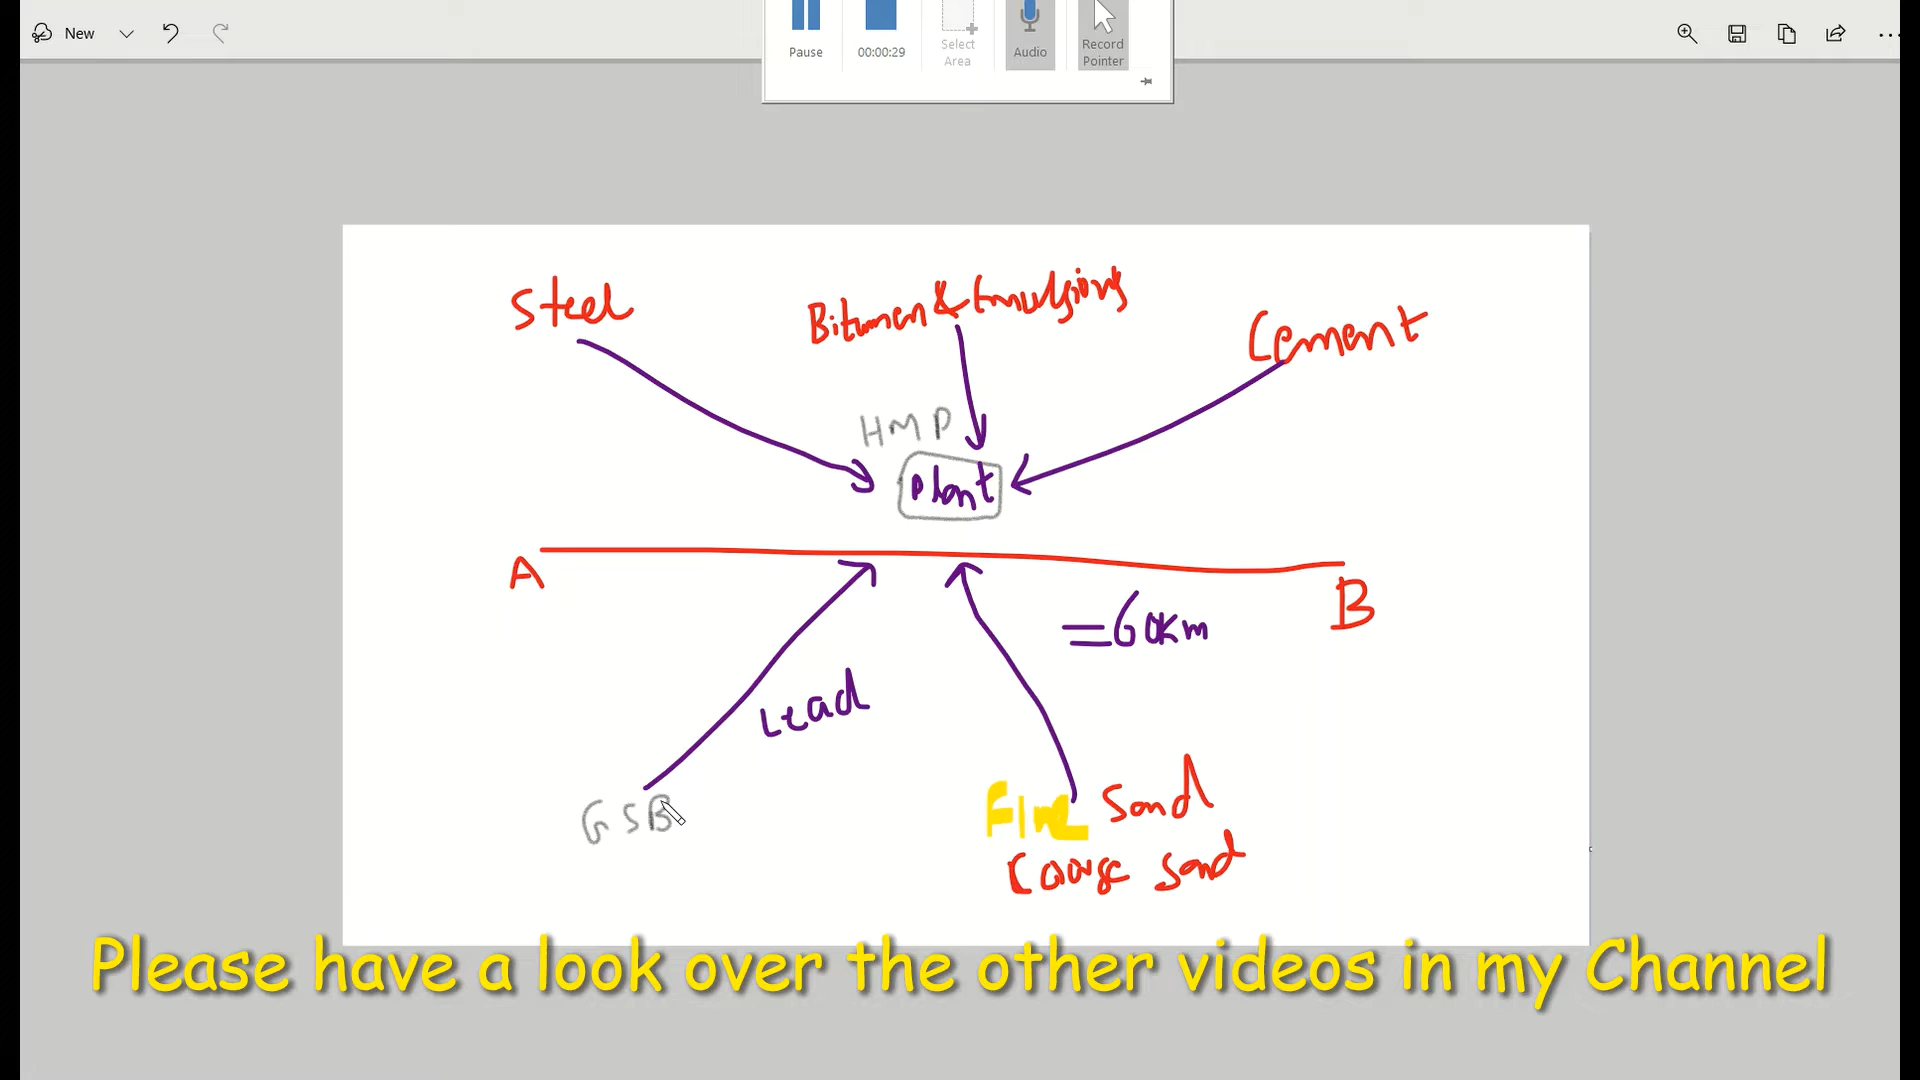 New
Pause
00:00:29
Select
Area
Audio
Record
Pointer
Steel
Bitumen & Emulsions
Cement
HMP
Plant
A
B
=60Km
Lead
GSB
Fine Sand
Coarse Sand
Please have a look over the other videos in my Channel